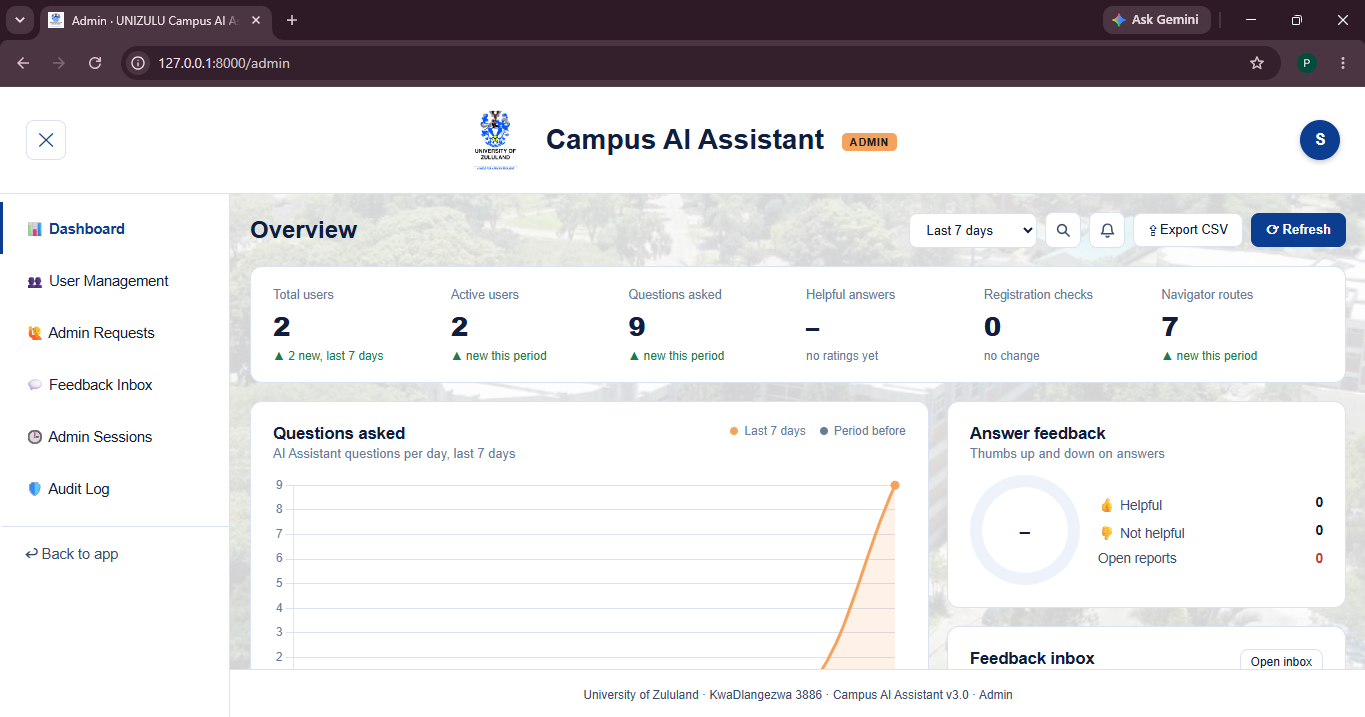 Admin · UNIZULU Campus AI As
Ask Gemini
127.0.0.1:8000/admin
P
UNIVERSITY OF
ZULULAND
Campus AI Assistant ADMIN
S
Dashboard
User Management
Admin Requests
Feedback Inbox
Admin Sessions
Audit Log
↩ Back to app
Overview
Last 7 days
⇪ Export CSV
⟳ Refresh
Total users
2
▲ 2 new, last 7 days
Active users
2
▲ new this period
Questions asked
9
▲ new this period
Helpful answers
–
no ratings yet
Registration checks
0
no change
Navigator routes
7
▲ new this period
Questions asked
AI Assistant questions per day, last 7 days
Last 7 days
Period before
9
8
7
6
5
4
3
2
Answer feedback
Thumbs up and down on answers
–
Helpful 0
Not helpful 0
Open reports 0
Feedback inbox
Open inbox
University of Zululand · KwaDlangezwa 3886 · Campus AI Assistant v3.0 · Admin